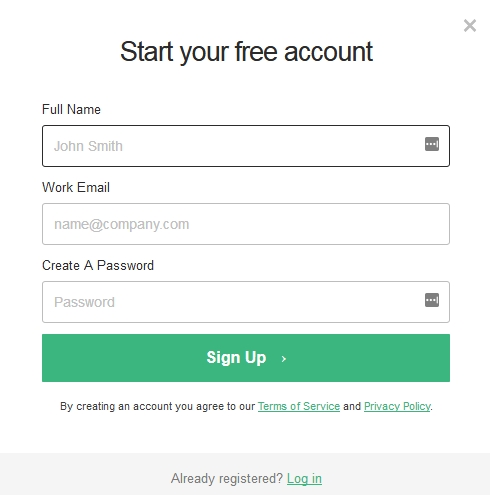 Start your free account
Full Name
John Smith
Work Email
name@company.com
Create A Password
Password
Sign Up ›
By creating an account you agree to our Terms of Service and Privacy Policy.
Already registered? Log in